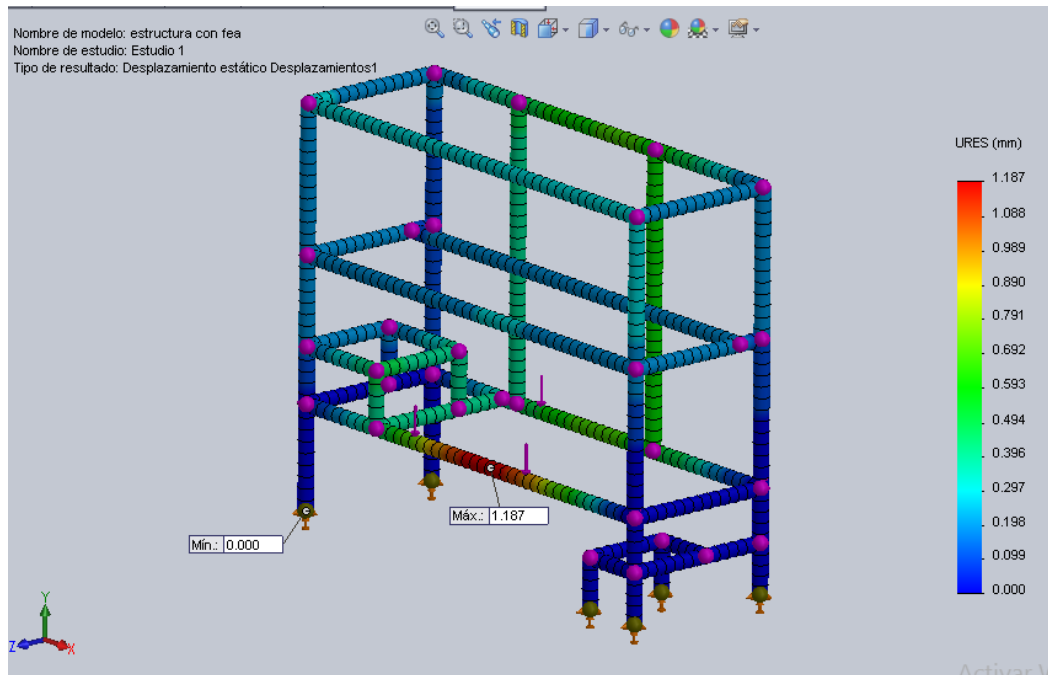 Nombre de modelo: estructura con fea
Nombre de estudio: Estudio 1
Tipo de resultado: Desplazamiento estático Desplazamientos1
URES (mm)
1.187
1.088
0.989
0.890
0.791
0.692
0.593
0.494
0.396
0.297
0.198
0.099
0.000
Máx.: 1.187
Mín.: 0.000
Y
Z
X
Activar